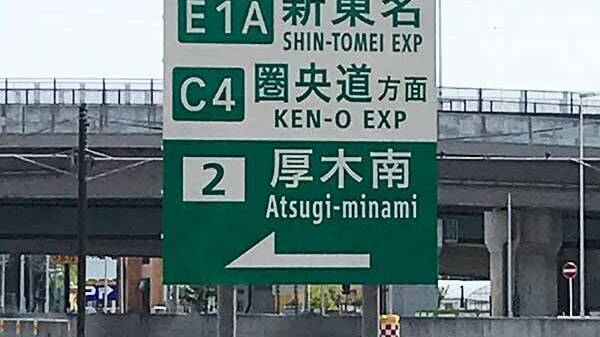 E1A 新東名
SHIN-TOMEI EXP
C4 圏央道方面
KEN-O EXP
2 厚木南
Atsugi-minami